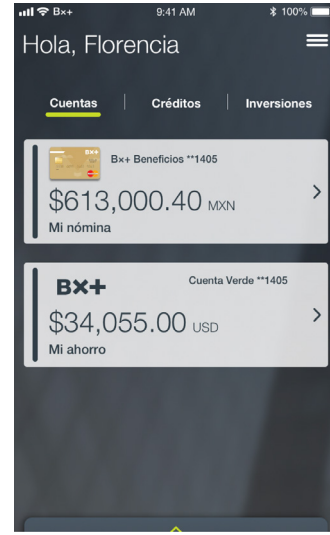 B×+ 9:41 AM 100%
Hola, Florencia
Cuentas Créditos Inversiones
B×+
B×+ Beneficios **1405
$613,000.40 MXN
Mi nómina
B×+ Cuenta Verde **1405
$34,055.00 USD
Mi ahorro